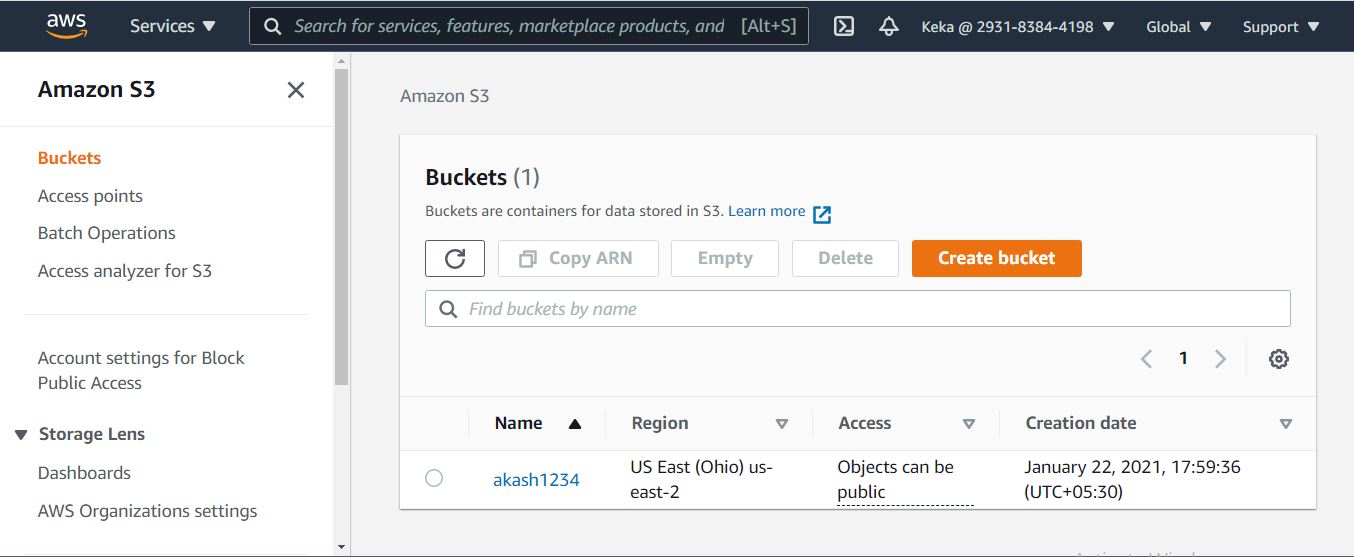 aws Services Search for services, features, marketplace products, and [Alt+S] Keka @ 2931-8384-4198 Global Support
Amazon S3
Buckets
Access points
Batch Operations
Access analyzer for S3
Account settings for Block
Public Access
Storage Lens
Dashboards
AWS Organizations settings
Amazon S3
Buckets (1)
Buckets are containers for data stored in S3. Learn more
Copy ARN Empty Delete Create bucket
Find buckets by name
1
Name Region Access Creation date
akash1234 US East (Ohio) us-
east-2 Objects can be
public January 22, 2021, 17:59:36
(UTC+05:30)